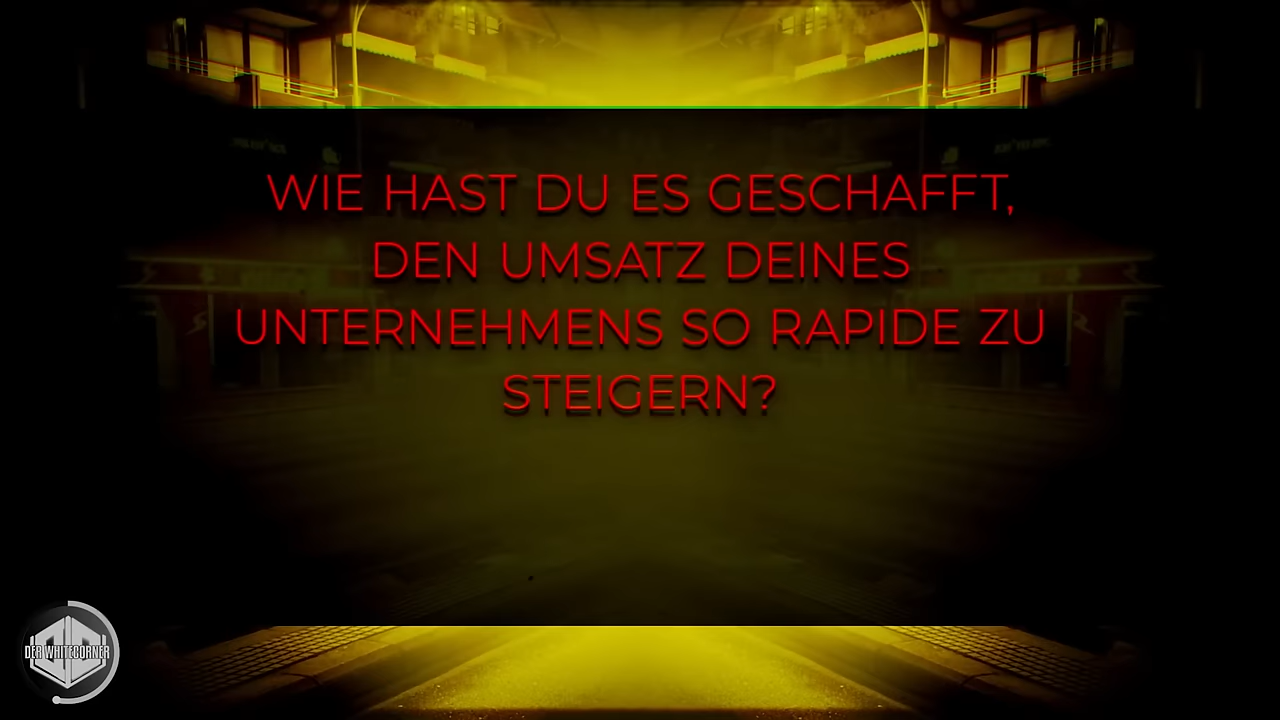 WIE HAST DU ES GESCHAFFT,
DEN UMSATZ DEINES
UNTERNEHMENS SO RAPIDE ZU
STEIGERN?
DER WHITECORNER